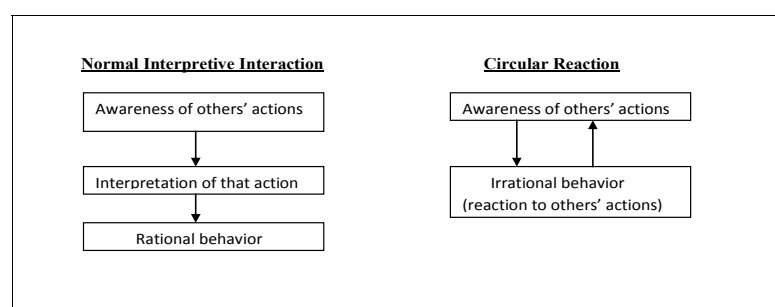 Normal Interpretive Interaction
Awareness of others’ actions
Interpretation of that action
Rational behavior
Circular Reaction
Awareness of others’ actions
Irrational behavior
(reaction to others’ actions)